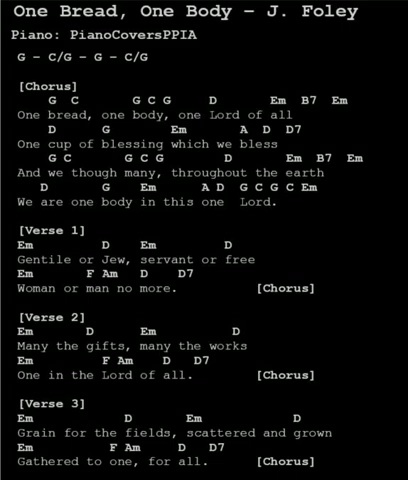 One Bread, One Body – J. Foley
Piano: PianoCoversPPIA
G – C/G – G – C/G
[Chorus]
G C G C G D Em B7 Em
One bread, one body, one Lord of all
D G Em A D D7
One cup of blessing which we bless
G C G C G D Em B7 Em
And we though many, throughout the earth
D G Em A D G C G C Em
We are one body in this one Lord.
[Verse 1]
Em D Em D
Gentile or Jew, servant or free
Em F Am D D7
Woman or man no more. [Chorus]
[Verse 2]
Em D Em D
Many the gifts, many the works
Em F Am D D7
One in the Lord of all. [Chorus]
[Verse 3]
Em D Em D
Grain for the fields, scattered and grown
Em F Am D D7
Gathered to one, for all. [Chorus]